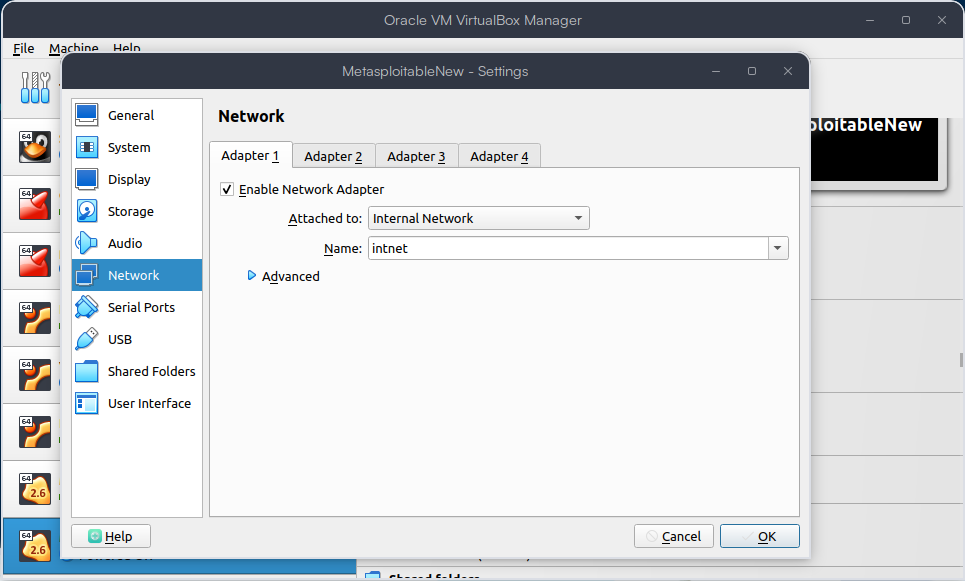 Oracle VM VirtualBox Manager
File Machine Help
MetasploitableNew - Settings
General
System
Display
Storage
Audio
Network
Serial Ports
USB
Shared Folders
User Interface
Network
Adapter 1 Adapter 2 Adapter 3 Adapter 4
Enable Network Adapter
Attached to: Internal Network
Name: intnet
Advanced
Help Cancel OK
ploitableNew
64
64
64
64
64
64
64 2.6
64 2.6
Shared folders